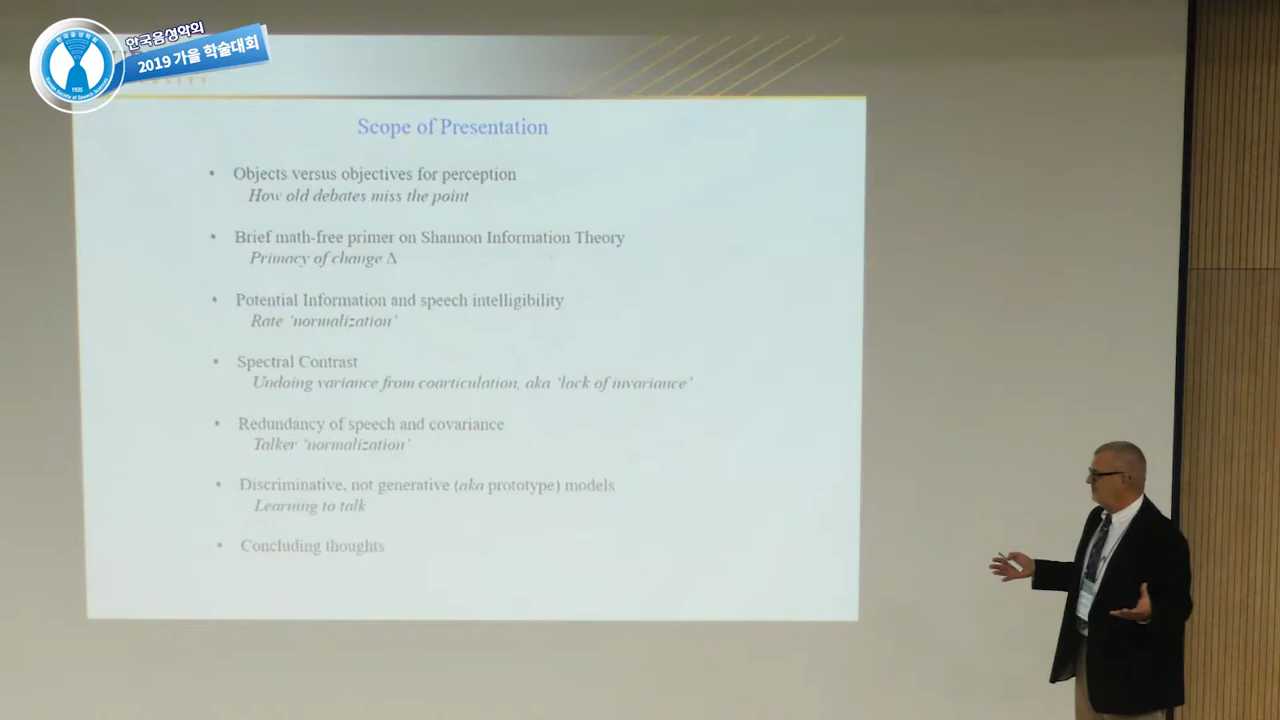 한국음성학회
2019 가을 학술대회
1935
Scope of Presentation
• Objects versus objectives for perception
How old debates miss the point
• Brief math-free primer on Shannon Information Theory
Primacy of change Δ
• Potential Information and speech intelligibility
Rate ‘normalization’
• Spectral Contrast
Undoing variance from coarticulation, aka ‘lack of invariance’
• Redundancy of speech and covariance
Talker ‘normalization’
• Discriminative, not generative (aka prototype) models
Learning to talk
• Concluding thoughts